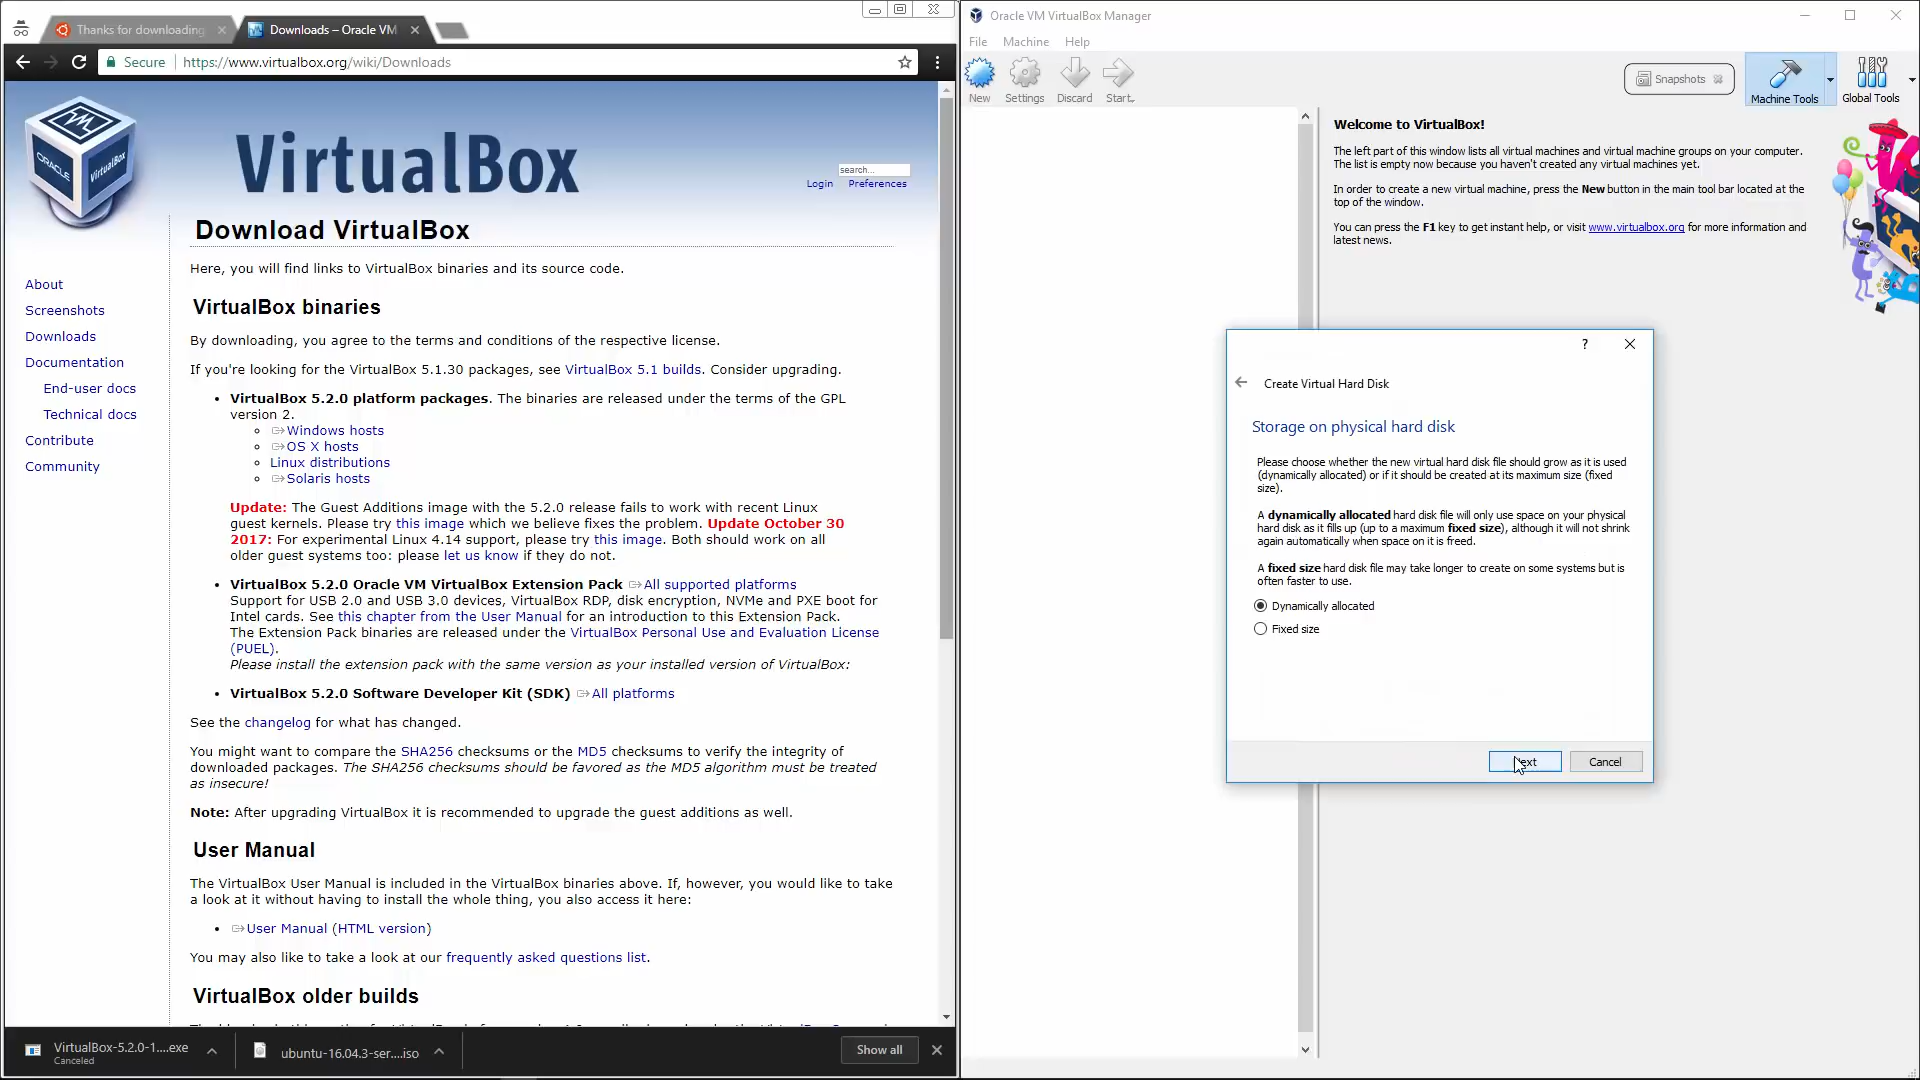 Thanks for downloading
Downloads – Oracle VM
Secure
https://www.virtualbox.org/wiki/Downloads
ORACLE
VirtualBox
VirtualBox
search...
Login
Preferences
Download VirtualBox
About
Screenshots
Downloads
Documentation
End-user docs
Technical docs
Contribute
Community
Here, you will find links to VirtualBox binaries and its source code.
VirtualBox binaries
By downloading, you agree to the terms and conditions of the respective license.
If you're looking for the VirtualBox 5.1.30 packages, see VirtualBox 5.1 builds. Consider upgrading.
VirtualBox 5.2.0 platform packages. The binaries are released under the terms of the GPL
version 2.
Windows hosts
OS X hosts
Linux distributions
Solaris hosts
Update: The Guest Additions image with the 5.2.0 release fails to work with recent Linux
guest kernels. Please try this image which we believe fixes the problem. Update October 30
2017: For experimental Linux 4.14 support, please try this image. Both should work on all
older guest systems too: please let us know if they do not.
VirtualBox 5.2.0 Oracle VM VirtualBox Extension Pack All supported platforms
Support for USB 2.0 and USB 3.0 devices, VirtualBox RDP, disk encryption, NVMe and PXE boot for
Intel cards. See this chapter from the User Manual for an introduction to this Extension Pack.
The Extension Pack binaries are released under the VirtualBox Personal Use and Evaluation License
(PUEL).
Please install the extension pack with the same version as your installed version of VirtualBox:
VirtualBox 5.2.0 Software Developer Kit (SDK) All platforms
See the changelog for what has changed.
You might want to compare the SHA256 checksums or the MD5 checksums to verify the integrity of
downloaded packages. The SHA256 checksums should be favored as the MD5 algorithm must be treated
as insecure!
Note: After upgrading VirtualBox it is recommended to upgrade the guest additions as well.
User Manual
The VirtualBox User Manual is included in the VirtualBox binaries above. If, however, you would like to take
a look at it without having to install the whole thing, you also access it here:
User Manual (HTML version)
You may also like to take a look at our frequently asked questions list.
VirtualBox older builds
VirtualBox-5.2.0-1....exe
Canceled
ubuntu-16.04.3-ser....iso
Show all
Oracle VM VirtualBox Manager
File Machine Help
New
Settings
Discard
Start
Snapshots
Machine Tools
Global Tools
Welcome to VirtualBox!
The left part of this window lists all virtual machines and virtual machine groups on your computer.
The list is empty now because you haven't created any virtual machines yet.
In order to create a new virtual machine, press the New button in the main tool bar located at the
top of the window.
You can press the F1 key to get instant help, or visit www.virtualbox.org for more information and
latest news.
?
Create Virtual Hard Disk
Storage on physical hard disk
Please choose whether the new virtual hard disk file should grow as it is used
(dynamically allocated) or if it should be created at its maximum size (fixed
size).
A dynamically allocated hard disk file will only use space on your physical
hard disk as it fills up (up to a maximum fixed size), although it will not shrink
again automatically when space on it is freed.
A fixed size hard disk file may take longer to create on some systems but is
often faster to use.
Dynamically allocated
Fixed size
Next
Cancel